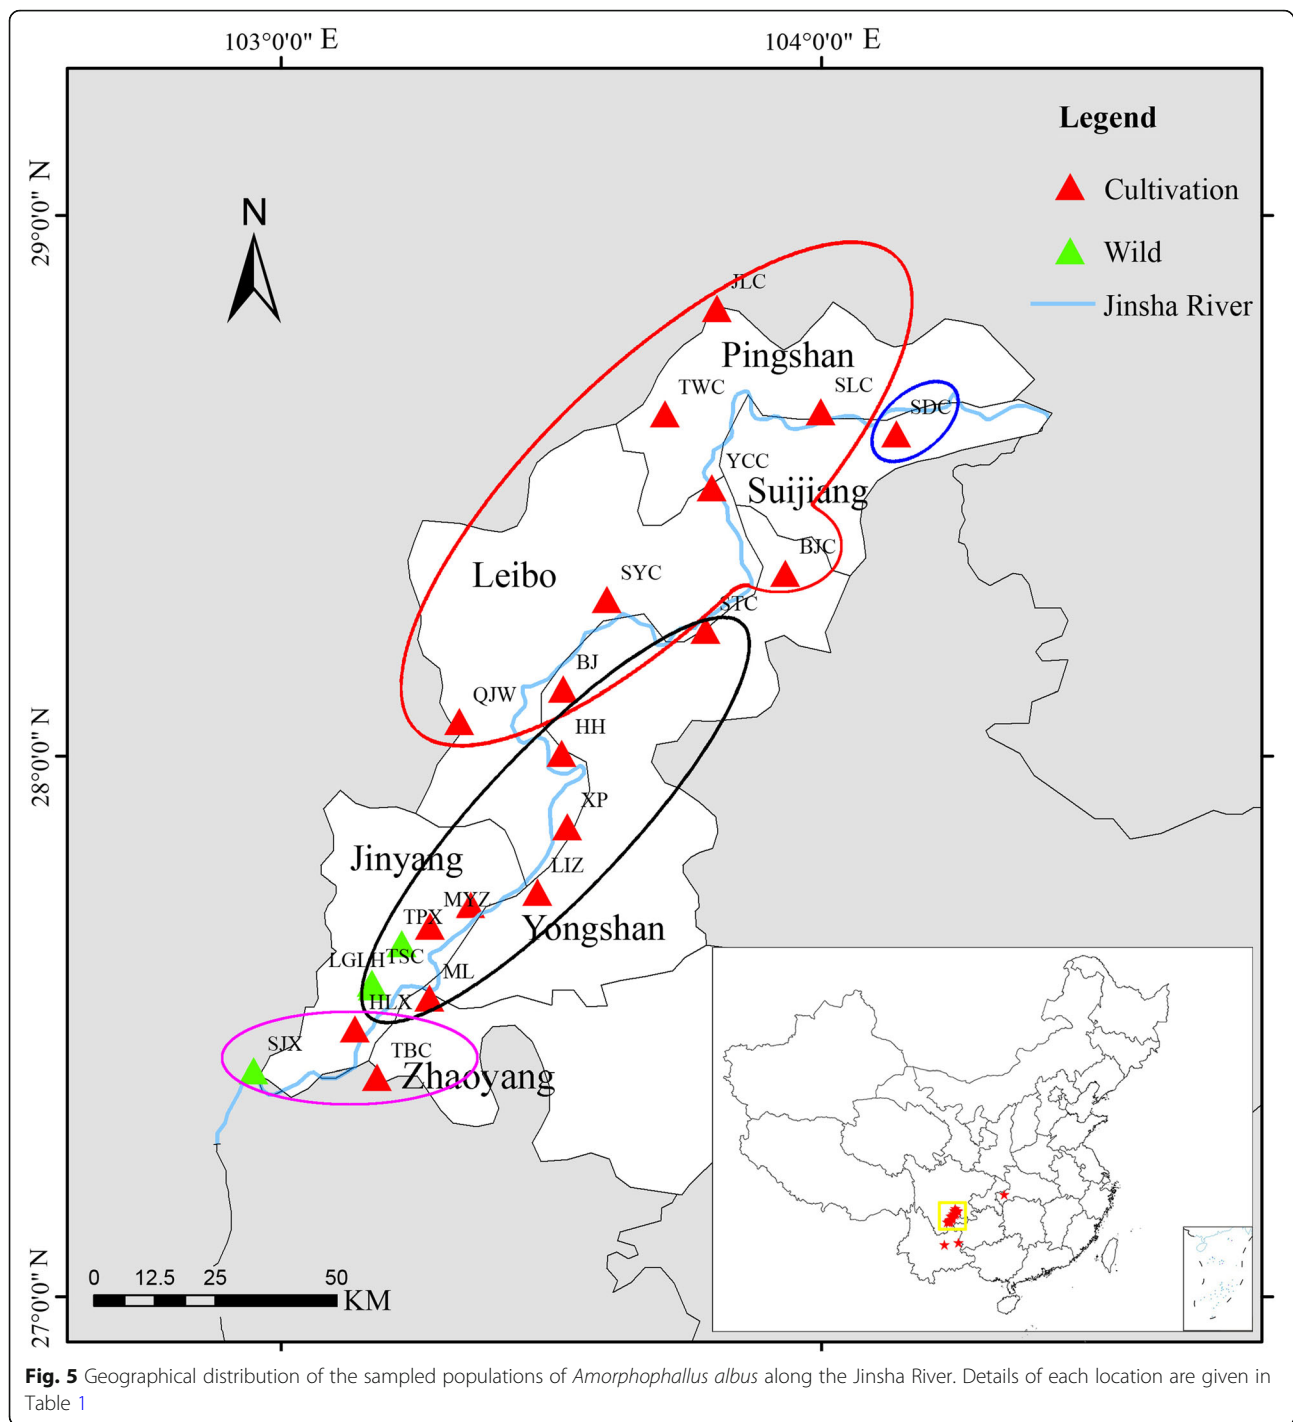 103°0'0" E
104°0'0" E
29°0'0" N
28°0'0" N
27°0'0" N
N
Legend
Cultivation
Wild
Jinsha River
JLC
Pingshan
TWC
SLC
SDC
YCC
Suijiang
BJC
Leibo
SYC
STC
BJ
QJW
HH
XP
Jinyang
LIZ
MYZ
TPX
Yongshan
LGLH
TSC
ML
HLX
SJX
TBC
Zhaoyang
0 12.5 25 50
KM
Fig. 5 Geographical distribution of the sampled populations of Amorphophallus albus along the Jinsha River. Details of each location are given in
Table 1